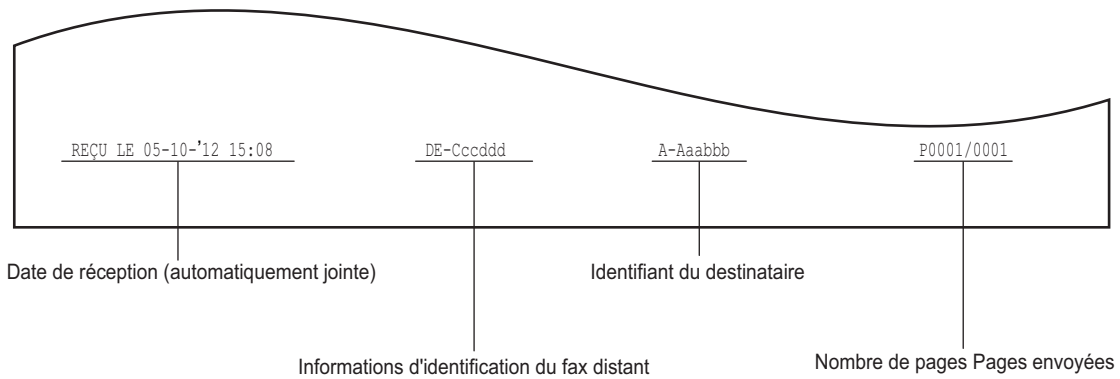 REÇU LE 05-10-'12 15:08 DE-Cccddd A-Aaabbb P0001/0001
Date de réception (automatiquement jointe) Identifiant du destinataire
Informations d'identification du fax distant Nombre de pages Pages envoyées